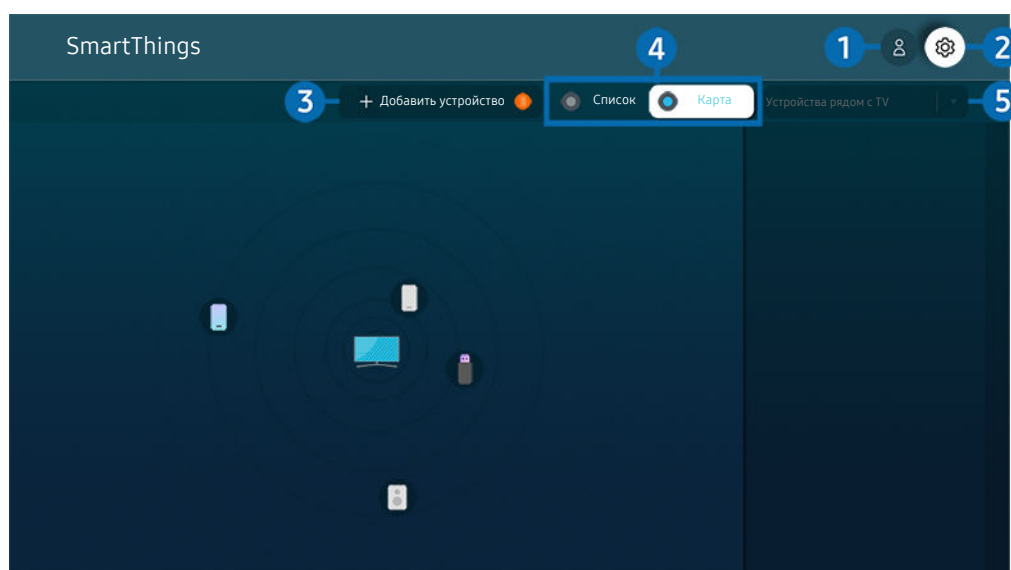 SmartThings
4
1
2
3
+ Добавить устройство
Список
Карта
Устройства рядом с TV
5